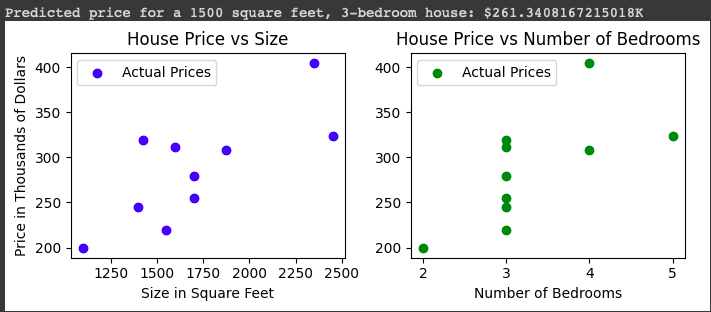 Predicted price for a 1500 square feet, 3-bedroom house: $261.3408167215018K
House Price vs Size
Actual Prices
400
350
300
250
200
Price in Thousands of Dollars
1250 1500 1750 2000 2250 2500
Size in Square Feet
House Price vs Number of Bedrooms
Actual Prices
400
350
300
250
200
2 3 4 5
Number of Bedrooms